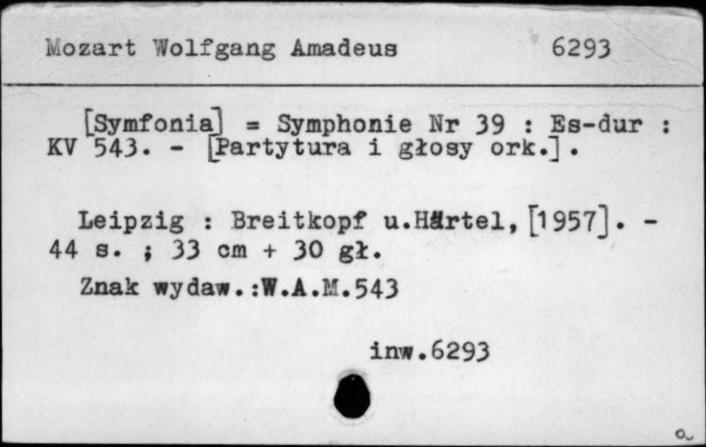 Mozart Wolfgang Amadeus 6293
[Symfonia] = Symphonie Nr 39 : Es-dur :
KV 543. - [Partytura i głosy ork.].
Leipzig : Breitkopf u.Härtel, [1957]. -
44 s. ; 33 cm + 30 gł.
Znak wydaw.:W.A.M.543
inw.6293